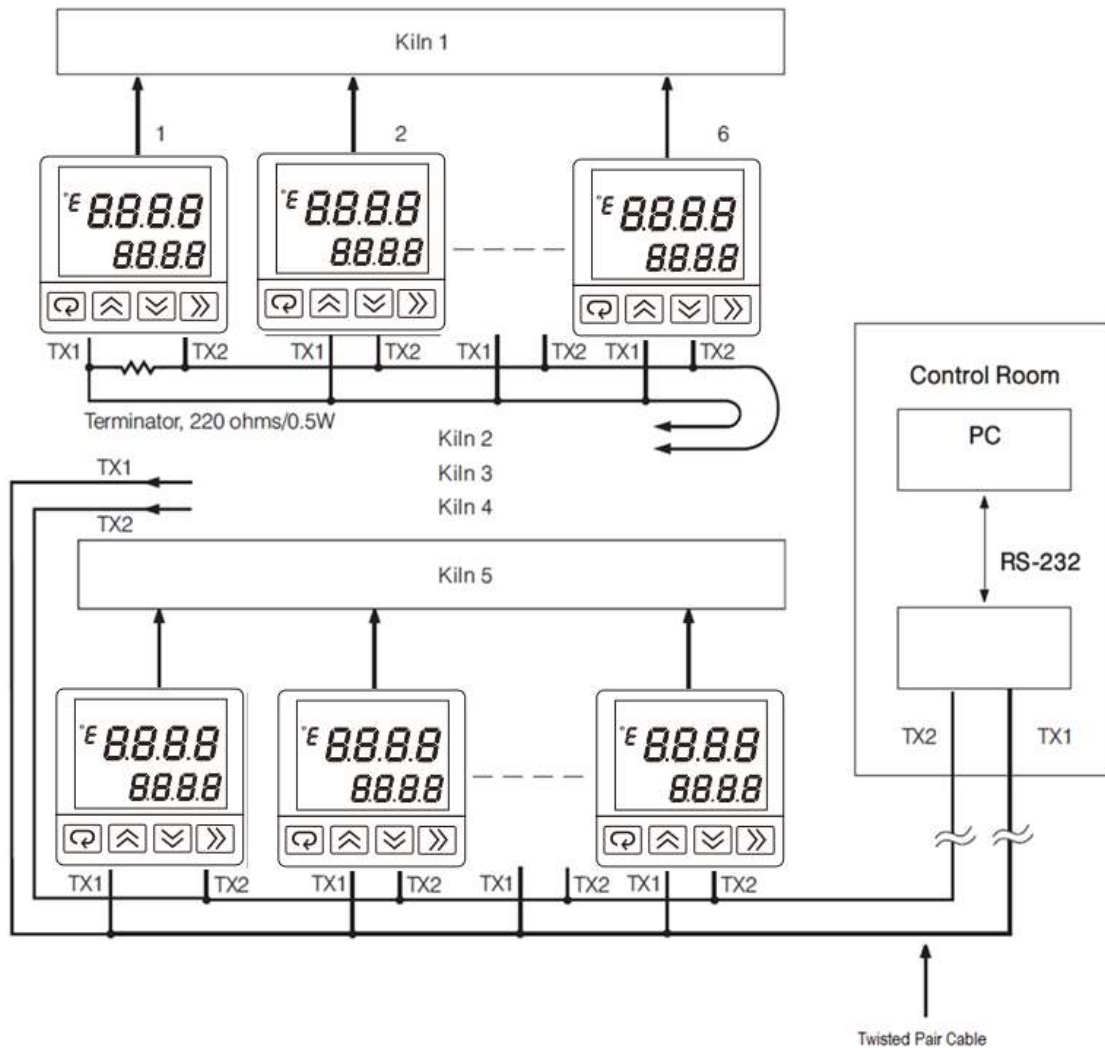 Kiln 1
1
2
6
°E 8.8.8.8
8.8.8.8
°E 8.8.8.8
8.8.8.8
°E 8.8.8.8
8.8.8.8
TX1
TX2
TX1
TX2
TX1
TX2
TX1
TX2
Terminator, 220 ohms/0.5W
Control Room
PC
RS-232
TX2
TX1
Kiln 2
Kiln 3
Kiln 4
TX1
TX2
Kiln 5
°E 8.8.8.8
8.8.8.8
°E 8.8.8.8
8.8.8.8
°E 8.8.8.8
8.8.8.8
TX1
TX2
TX1
TX2
TX1
TX2
TX1
TX2
Twisted Pair Cable